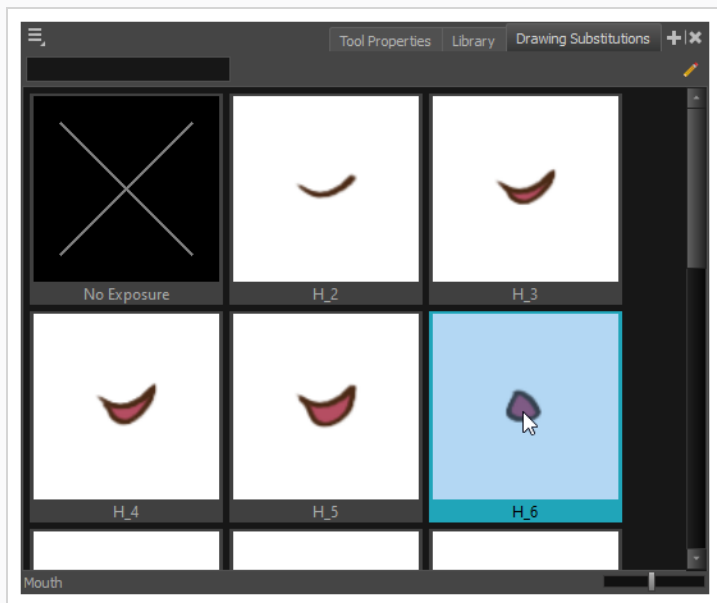 Tool Properties Library Drawing Substitutions
No Exposure H_2 H_3
H_4 H_5 H_6
Mouth